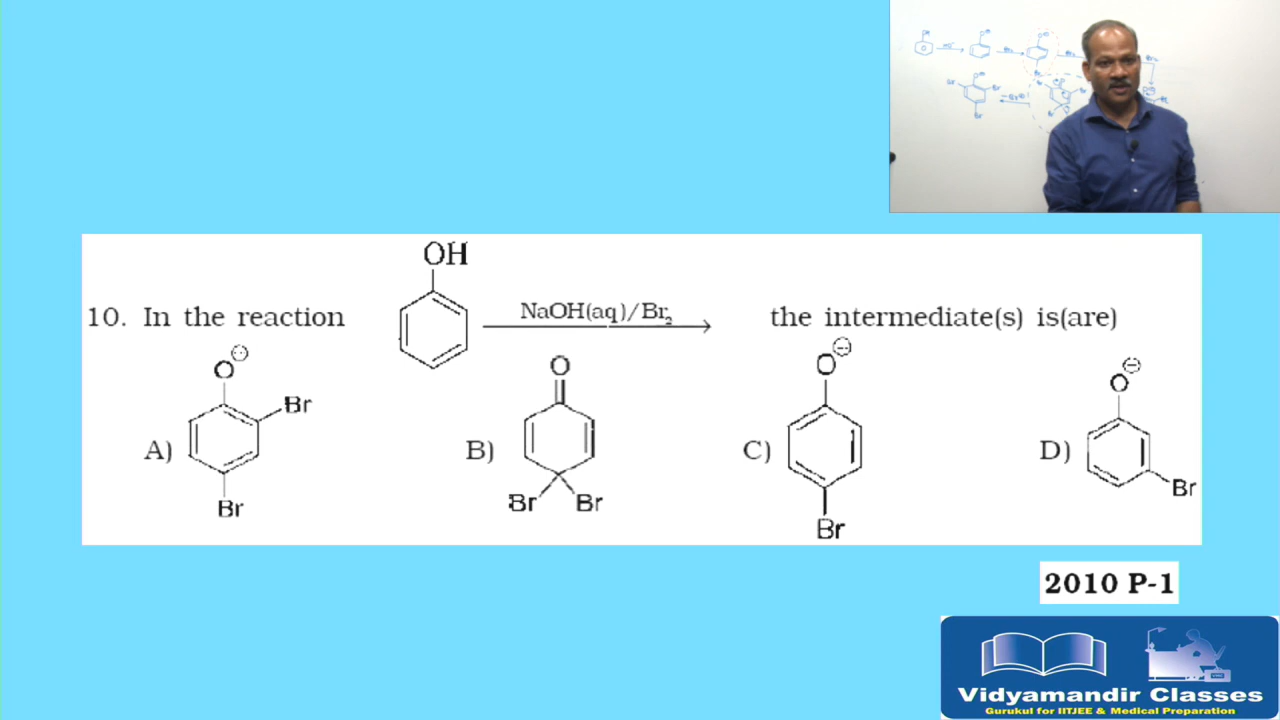 OH
10. In the reaction
NaOH(aq)/Br₂
the intermediate(s) is(are)
O ⊖
Br
Br
A)
O
Br Br
B)
O ⊖
Br
C)
O ⊖
Br
D)
2010 P-1
Vidyamandir Classes
Gurukul for IITJEE & Medical Preparation